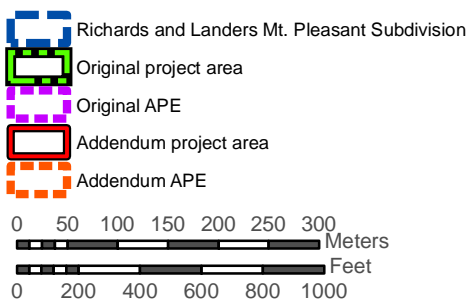 Richards and Landers Mt. Pleasant Subdivision
Original project area
Original APE
Addendum project area
Addendum APE
0 50 100 150 200 250 300
Meters
Feet
0 200 400 600 800 1000